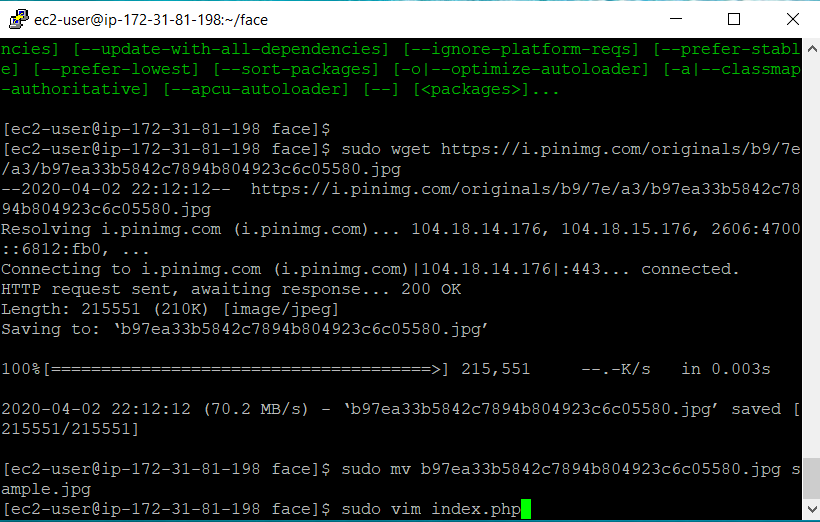 ec2-user@ip-172-31-81-198:~/face
ncies] [--update-with-all-dependencies] [--ignore-platform-reqs] [--prefer-stabl
e] [--prefer-lowest] [--sort-packages] [-o|--optimize-autoloader] [-a|--classmap
-authoritative] [--apcu-autoloader] [--] [<packages>]...
[ec2-user@ip-172-31-81-198 face]$
[ec2-user@ip-172-31-81-198 face]$ sudo wget https://i.pinimg.com/originals/b9/7e
/a3/b97ea33b5842c7894b804923c6c05580.jpg
--2020-04-02 22:12:12--  https://i.pinimg.com/originals/b9/7e/a3/b97ea33b5842c78
94b804923c6c05580.jpg
Resolving i.pinimg.com (i.pinimg.com)... 104.18.14.176, 104.18.15.176, 2606:4700
::6812:fb0, ...
Connecting to i.pinimg.com (i.pinimg.com)|104.18.14.176|:443... connected.
HTTP request sent, awaiting response... 200 OK
Length: 215551 (210K) [image/jpeg]
Saving to: ‘b97ea33b5842c7894b804923c6c05580.jpg’
100%[======================================>] 215,551     --.-K/s   in 0.003s
2020-04-02 22:12:12 (70.2 MB/s) - ‘b97ea33b5842c7894b804923c6c05580.jpg’ saved [
215551/215551]
[ec2-user@ip-172-31-81-198 face]$ sudo mv b97ea33b5842c7894b804923c6c05580.jpg s
ample.jpg
[ec2-user@ip-172-31-81-198 face]$ sudo vim index.php